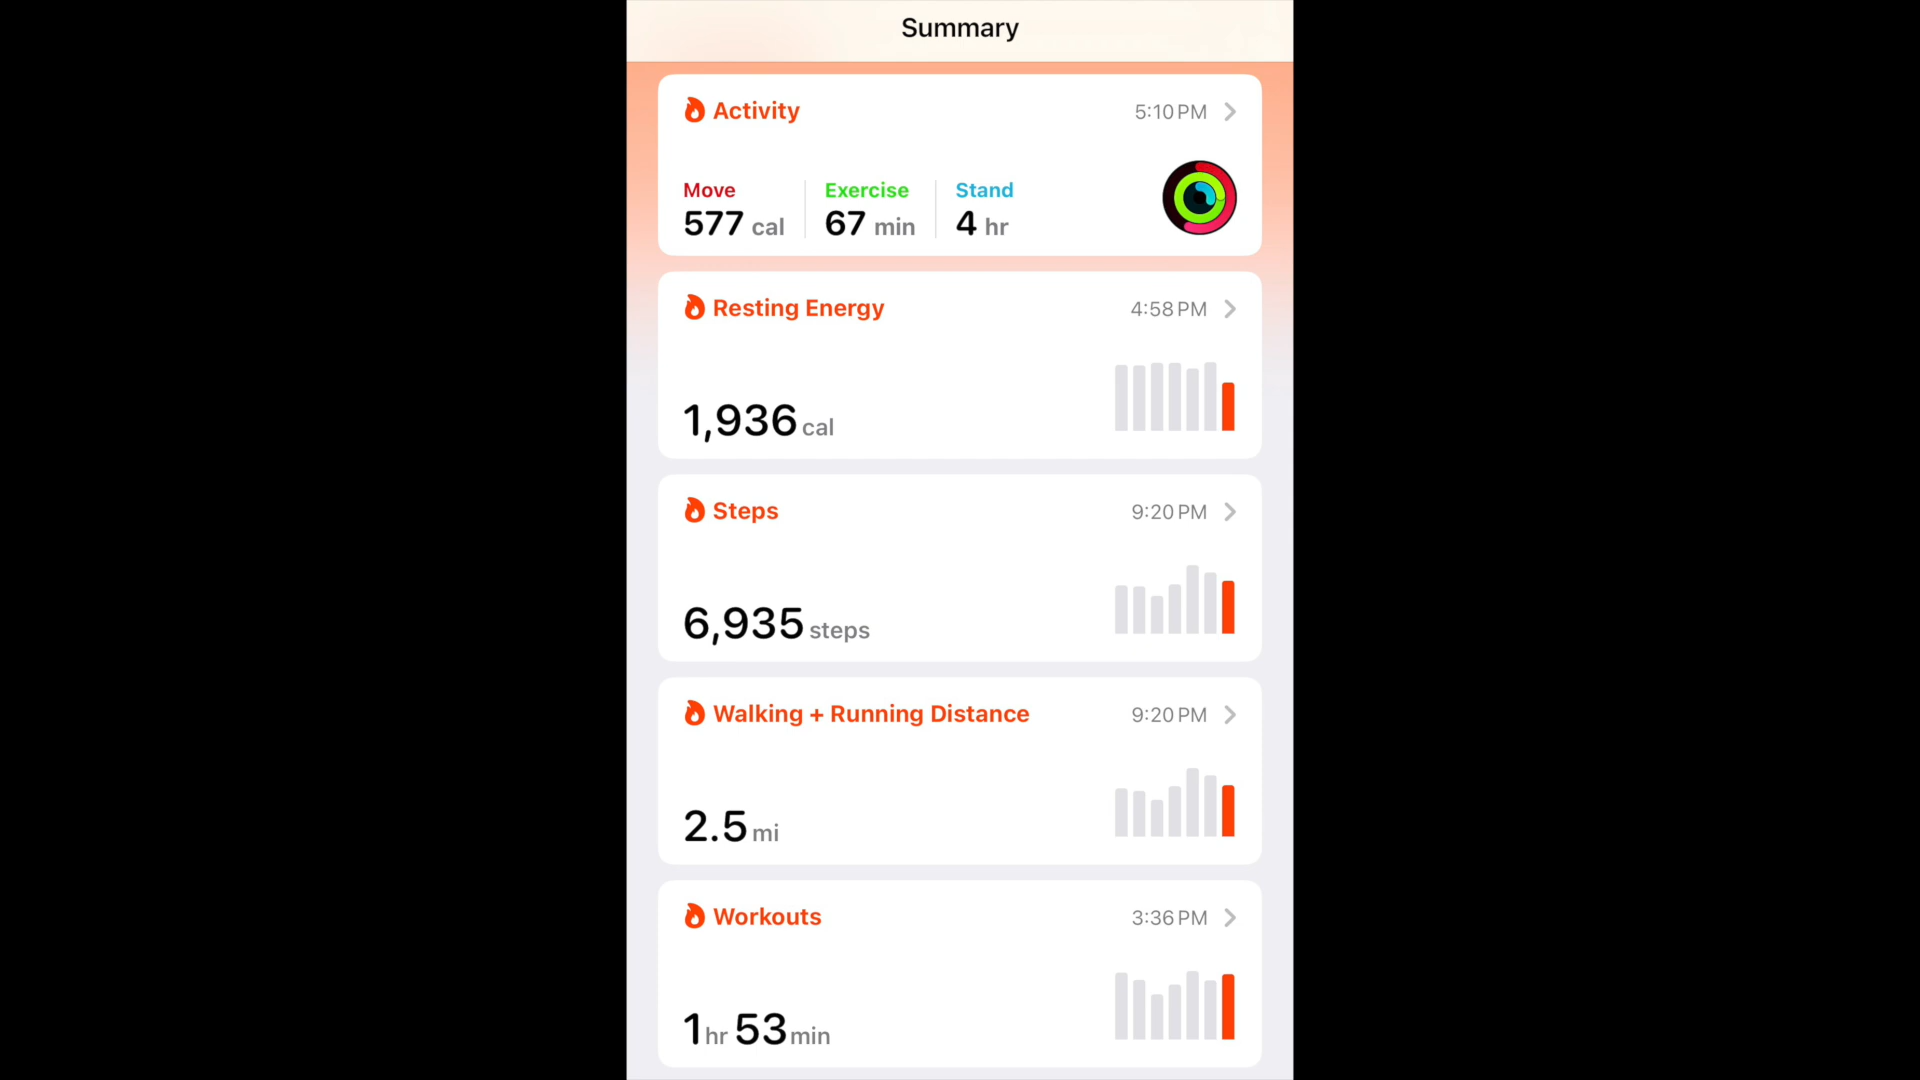 Summary
Activity 5:10 PM
Move Exercise Stand
577 cal 67 min 4 hr
Resting Energy 4:58 PM
1,936 cal
Steps 9:20 PM
6,935 steps
Walking + Running Distance 9:20 PM
2.5 mi
Workouts 3:36 PM
1 hr 53 min